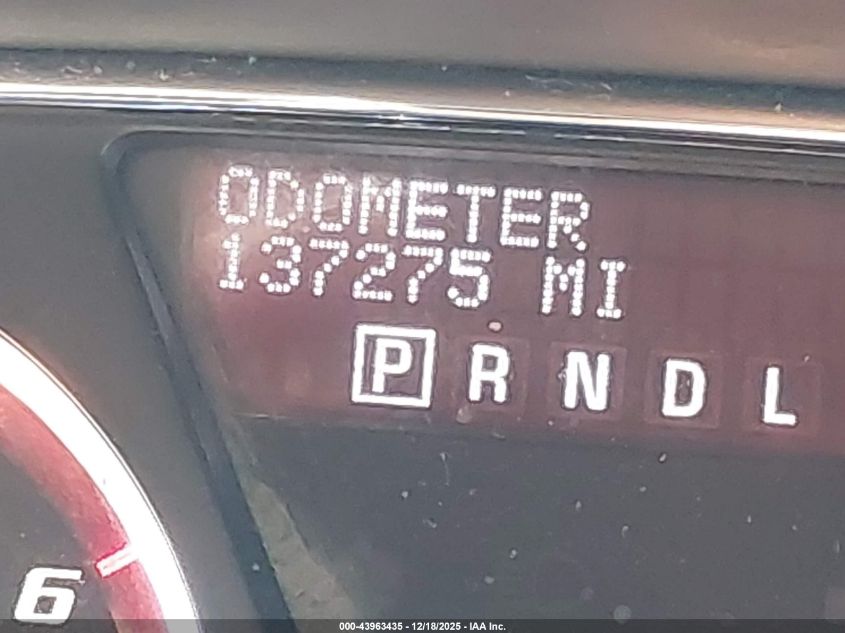 ODOMETER
137275 MI
P R N D L
6
000-43963435 - 12/18/2025 - IAA Inc.